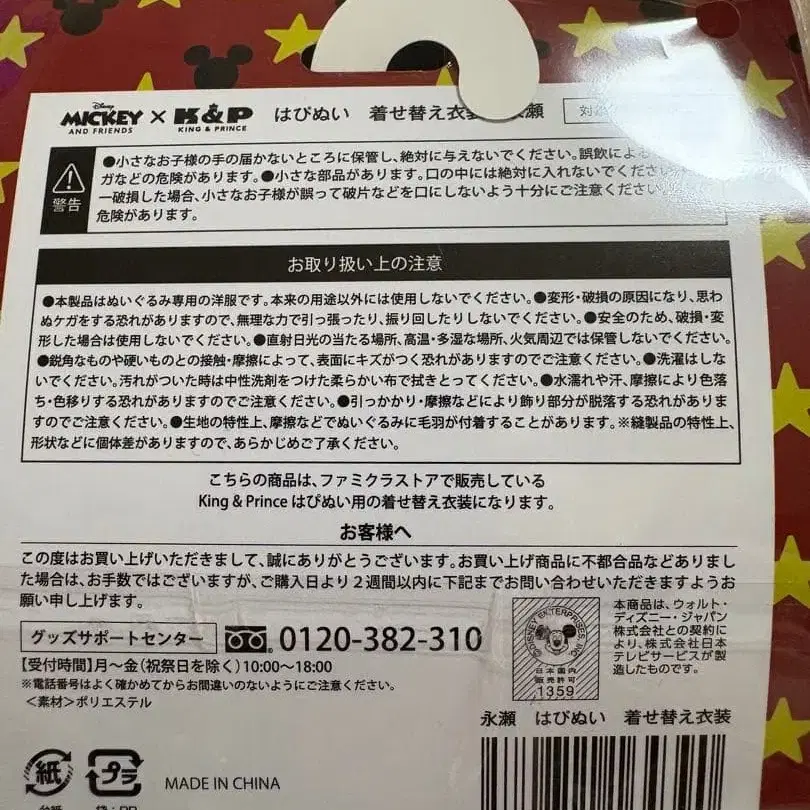 Disney
MICKEY
AND FRIENDS
×
K&P
KING & PRINCE
はぴぬい 着せ替え衣装 永瀬
対
警告
●小さなお子様の手の届かないところに保管し、絶対に与えないでください。誤飲による
ガなどの危険があります。●小さな部品があります。口の中には絶対に入れないでください。
一破損した場合、小さなお子様が誤って破片などを口にしないよう十分にご注意ください。
危険があります。
お取り扱い上の注意
●本製品はぬいぐるみ専用の洋服です。本来の用途以外には使用しないでください。●変形・破損の原因になり、思わ
ぬケガをする恐れがありますので、無理な力で引っ張ったり、振り回したりしないでください。●安全のため、破損・変
形した場合は使用しないでください。●直射日光の当たる場所、高温・多湿な場所、火気周辺では保管しないでください。
●鋭角なものや硬いものとの接触・摩擦によって、表面にキズがつく恐れがありますのでご注意ください。●洗濯はしな
いでください。汚れがついた時は中性洗剤をつけた柔らかい布で拭きとってください。●水濡れや汗、摩擦により色落
ち・色移りする恐れがありますのでご注意ください。●引っかかり・摩擦などにより飾り部分が脱落する恐れがありま
すのでご注意ください。●生地の特性上、摩擦などでぬいぐるみに毛羽が付着することがあります。※縫製品の特性上、
形状などに個体差がありますので、あらかじめご了承ください。
こちらの商品は、ファミクラストアで販売している
King & Prince はぴぬい用の着せ替え衣装になります。
お客様へ
この度はお買い上げいただきまして、誠にありがとうございます。お買い上げ商品に不都合品などありまし
た場合は、お手数ではございますが、ご購入日より2週間以内に下記までお問い合わせいただきますようお
願い申し上げます。
グッズサポートセンター 0120-382-310
【受付時間】月～金(祝祭日を除く)10:00～18:00
※電話番号はよく確かめてからお間違いのないようにご注意ください。
<素材>ポリエステル
©DISNEY ENTERPRISES INC.
日本国内
販売許可
1359
本商品は、ウォルト・
ディズニー・ジャパン
株式会社との契約に
より、株式会社日本
テレビサービスが製
造したものです。
永瀬 はぴぬい 着せ替え衣装
紙
プラ
MADE IN CHINA
台紙
袋：PP